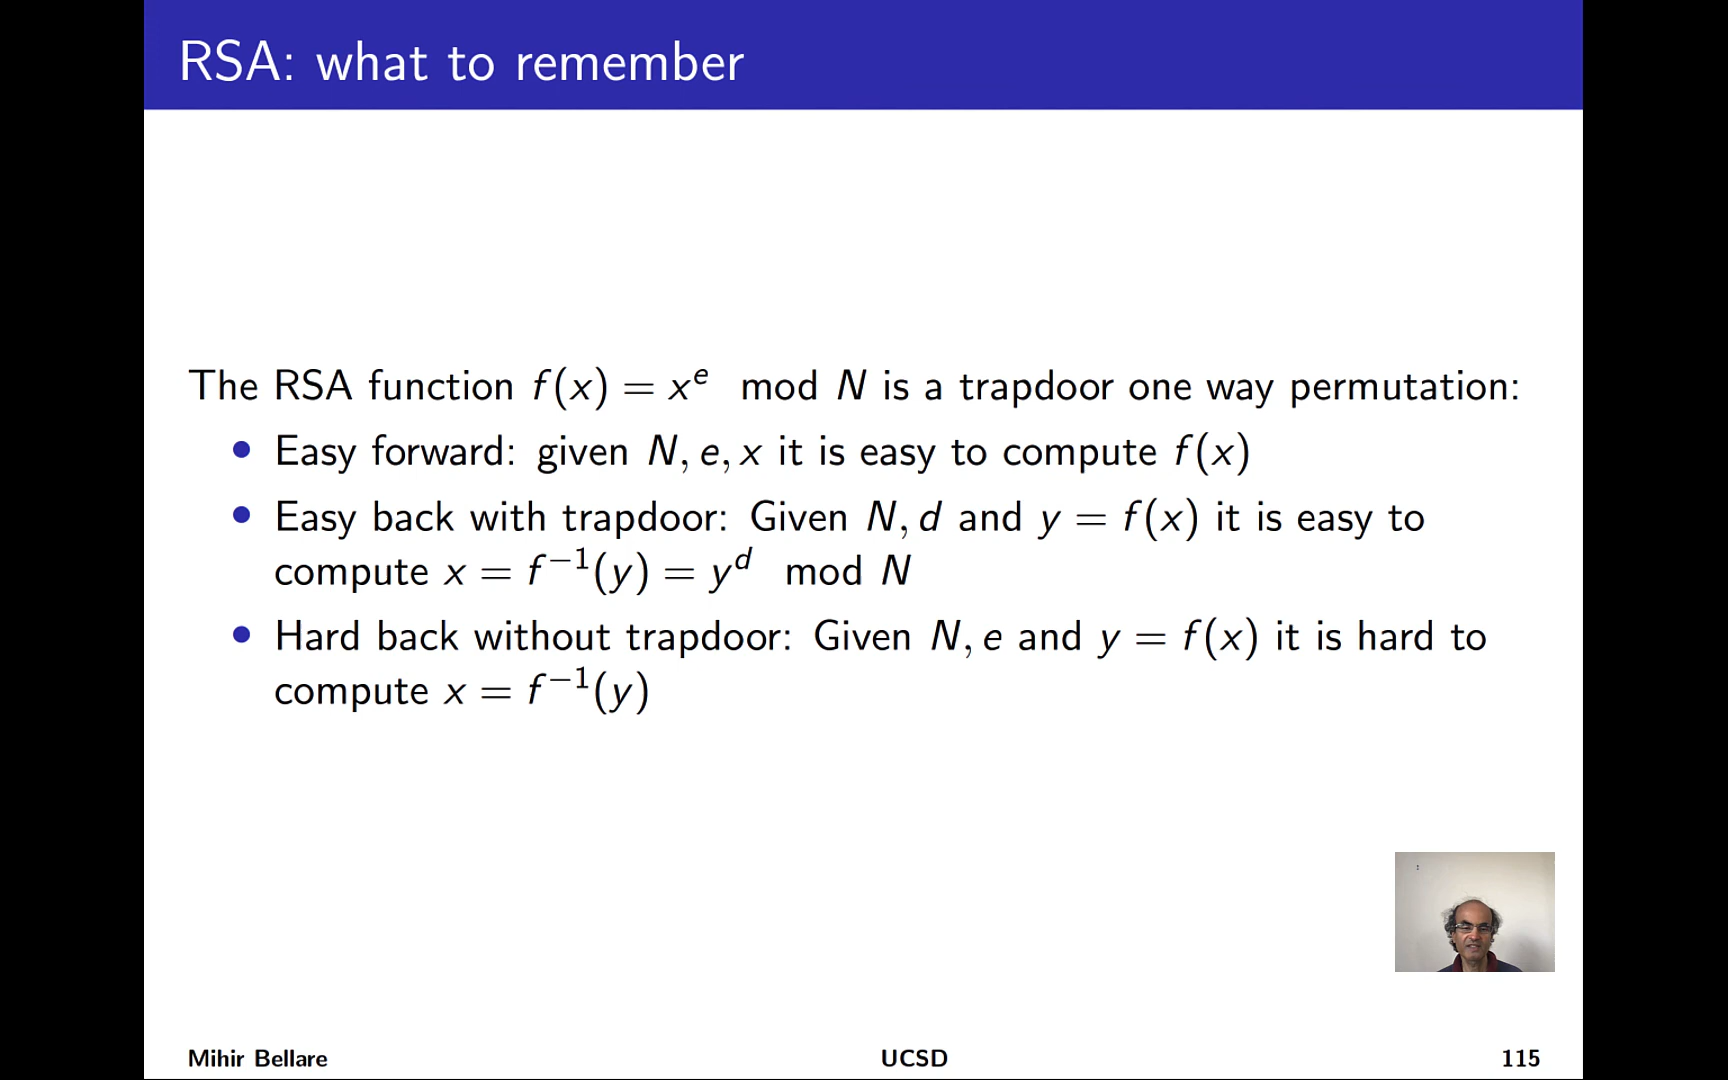 RSA: what to remember
The RSA function f(x) = xᵉ mod N is a trapdoor one way permutation:
• Easy forward: given N, e, x it is easy to compute f(x)
• Easy back with trapdoor: Given N, d and y = f(x) it is easy to
compute x = f⁻¹(y) = yᵈ mod N
• Hard back without trapdoor: Given N, e and y = f(x) it is hard to
compute x = f⁻¹(y)
Mihir Bellare UCSD 115